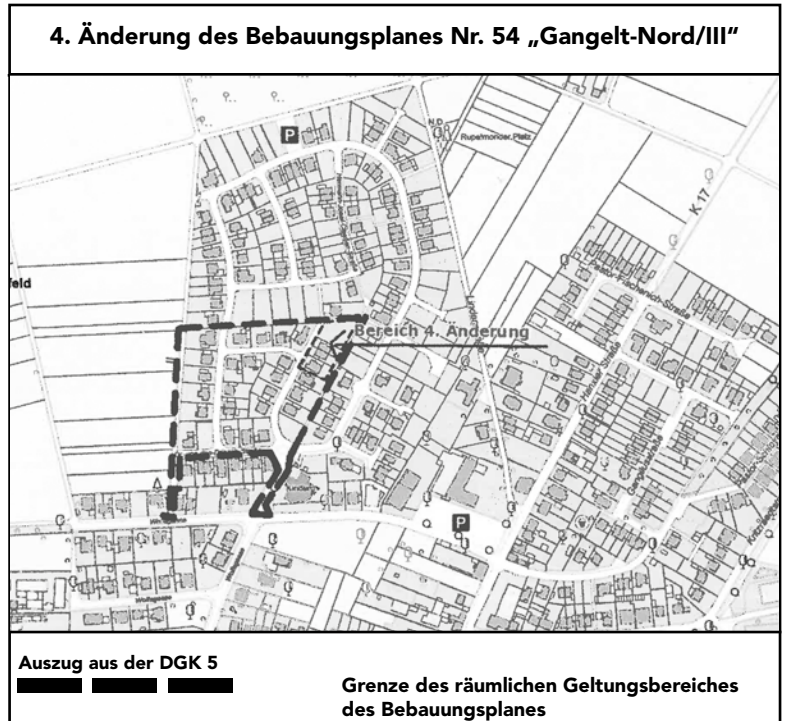 4. Änderung des Bebauungsplanes Nr. 54 „Gangelt-Nord/III"
P
N D
Rupelmonder Platz
K 17
feld
Bereich 4. Änderung
P
Auszug aus der DGK 5
Grenze des räumlichen Geltungsbereiches
des Bebauungsplanes